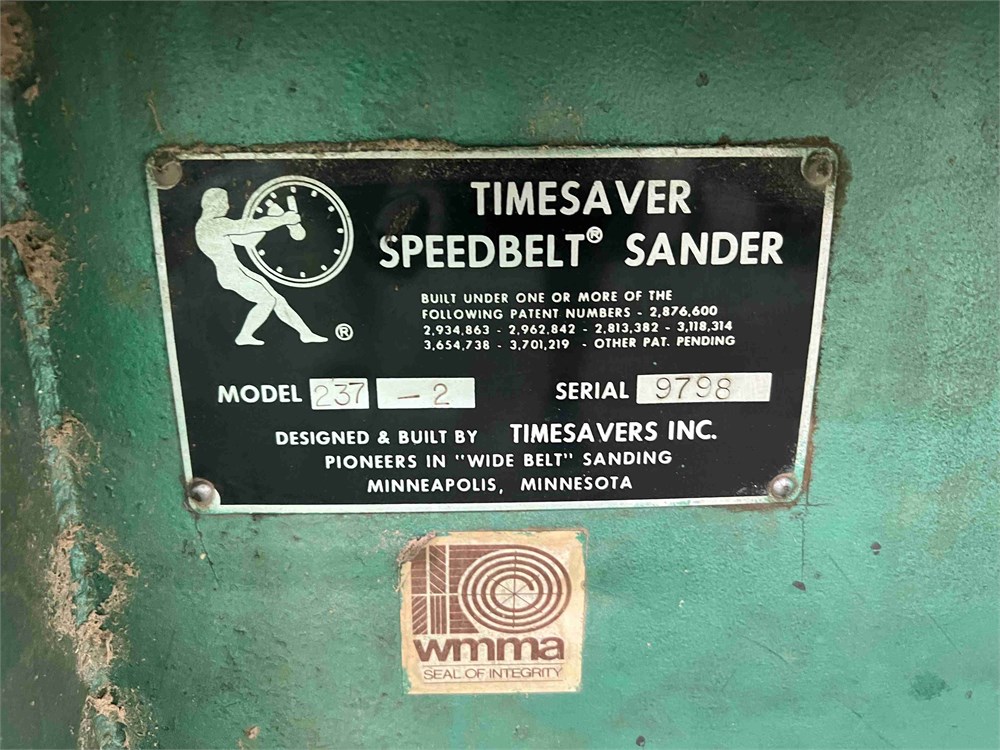 TIMESAVER
SPEEDBELT® SANDER
BUILT UNDER ONE OR MORE OF THE
FOLLOWING PATENT NUMBERS - 2,876,600
2,934,863 - 2,962,842 - 2,813,382 - 3,118,314
3,654,738 - 3,701,219 - OTHER PAT. PENDING
®
MODEL 237 - 2 SERIAL 9798
DESIGNED & BUILT BY TIMESAVERS INC.
PIONEERS IN "WIDE BELT" SANDING
MINNEAPOLIS, MINNESOTA
wmma
SEAL OF INTEGRITY